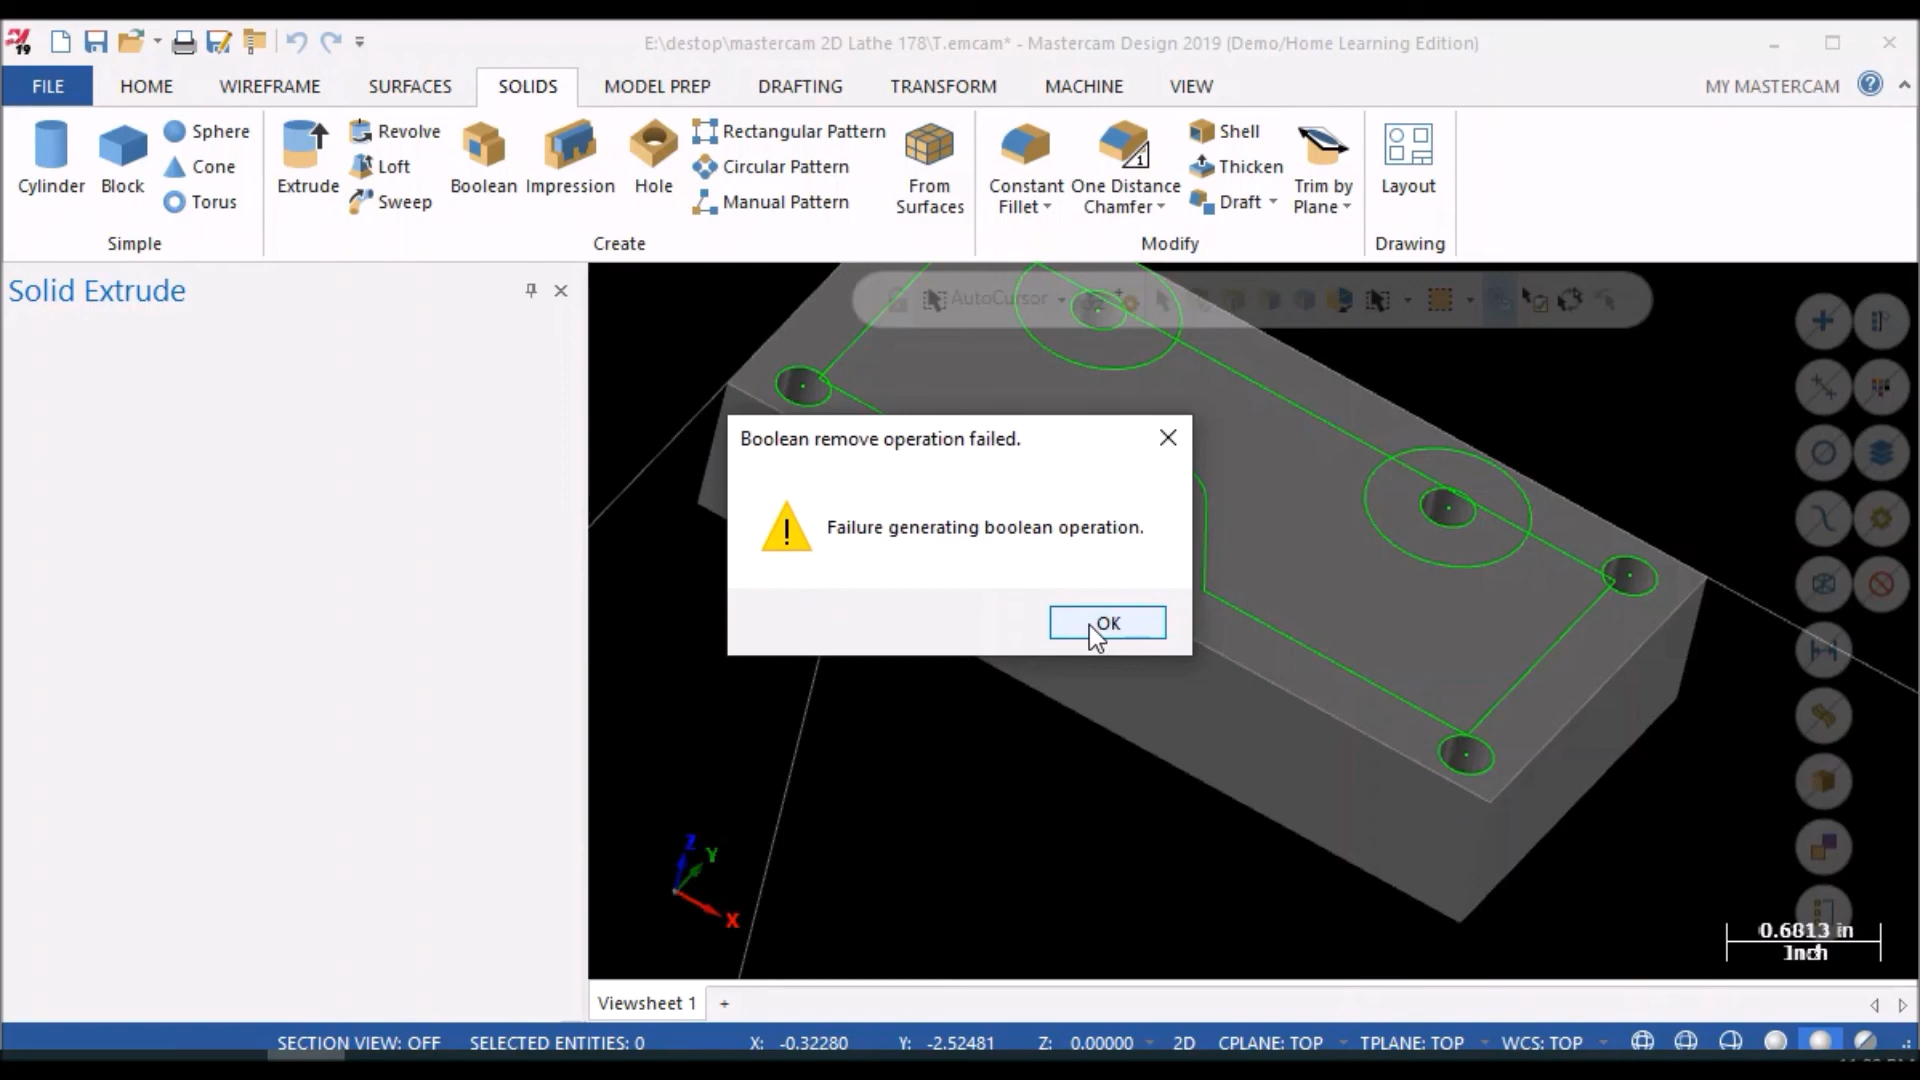 19
E:\destop\mastercam 2D Lathe 178\T.emcam* - Mastercam Design 2019 (Demo/Home Learning Edition)
FILE HOME WIREFRAME SURFACES SOLIDS MODEL PREP DRAFTING TRANSFORM MACHINE VIEW MY MASTERCAM
Cylinder
Block
Sphere
Cone
Torus
Simple
Extrude
Revolve
Loft
Sweep
Boolean
Impression
Hole
Rectangular Pattern
Circular Pattern
Manual Pattern
From
Surfaces
Create
Constant
Fillet
One Distance
Chamfer
Shell
Thicken
Draft
Trim by
Plane
Modify
Layout
Drawing
Solid Extrude
AutoCursor
Boolean remove operation failed.
Failure generating boolean operation.
OK
Z
Y
X
0.6813 in
Inch
Viewsheet 1 +
SECTION VIEW: OFF SELECTED ENTITIES: 0 X: -0.32280 Y: -2.52481 Z: 0.00000 2D CPLANE: TOP TPLANE: TOP WCS: TOP